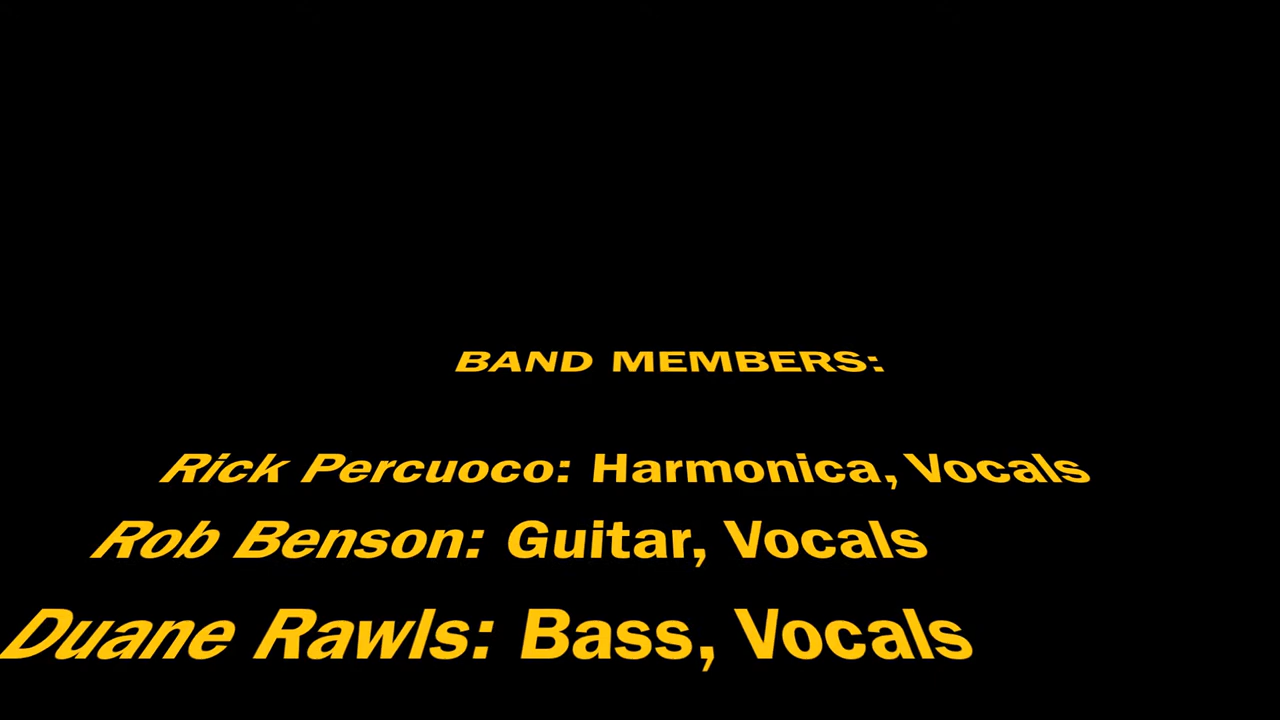 BAND MEMBERS:
Rick Percuoco: Harmonica, Vocals
Rob Benson: Guitar, Vocals
Duane Rawls: Bass, Vocals